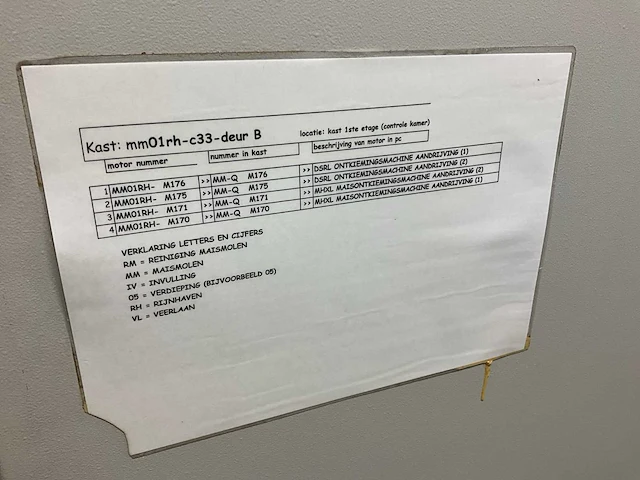 Kast: mm01rh-c33-deur B
locatie: kast 1ste etage (controle kamer)
motor nummer nummer in kast beschrijving van motor in pc
1 MM01RH- M176 >> MM-Q M176 >> DSRL ONTKIEMINGSMACHINE AANDRIJVING (1)
2 MM01RH- M175 >> MM-Q M175 >> DSRL ONTKIEMINGSMACHINE AANDRIJVING (2)
3 MM01RH- M171 >> MM-Q M171 >> MHXL MAISONTKIEMINGSMACHINE AANDRIJVING (2)
4 MM01RH- M170 >> MM-Q M170 >> MHXL MAISONTKIEMINGSMACHINE AANDRIJVING (1)
VERKLARING LETTERS EN CIJFERS
RM = REINIGING MAISMOLEN
MM = MAISMOLEN
IV = INVULLING
05 = VERDIEPING (BIJVOORBEELD 05)
RH = RIJNHAVEN
VL = VEERLAAN